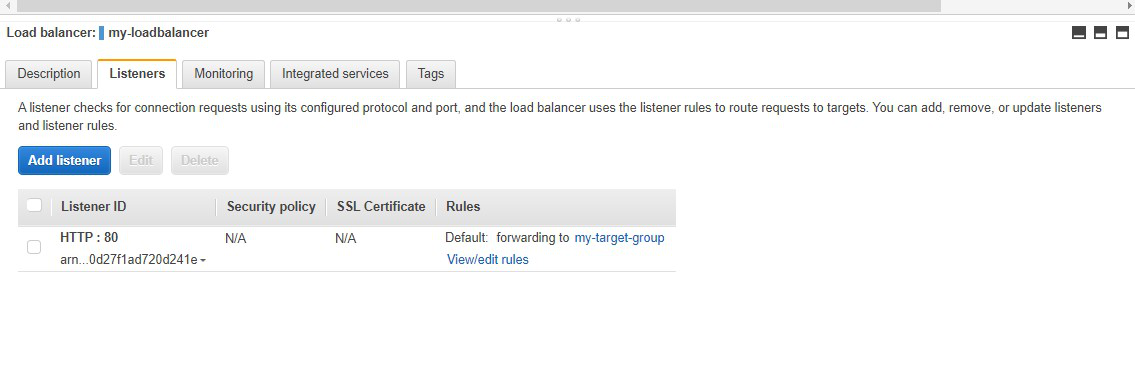 Load balancer: my-loadbalancer
Description Listeners Monitoring Integrated services Tags
A listener checks for connection requests using its configured protocol and port, and the load balancer uses the listener rules to route requests to targets. You can add, remove, or update listeners
and listener rules.
Add listener Edit Delete
Listener ID Security policy SSL Certificate Rules
HTTP : 80 N/A N/A Default: forwarding to my-target-group
arn...0d27f1ad720d241e View/edit rules